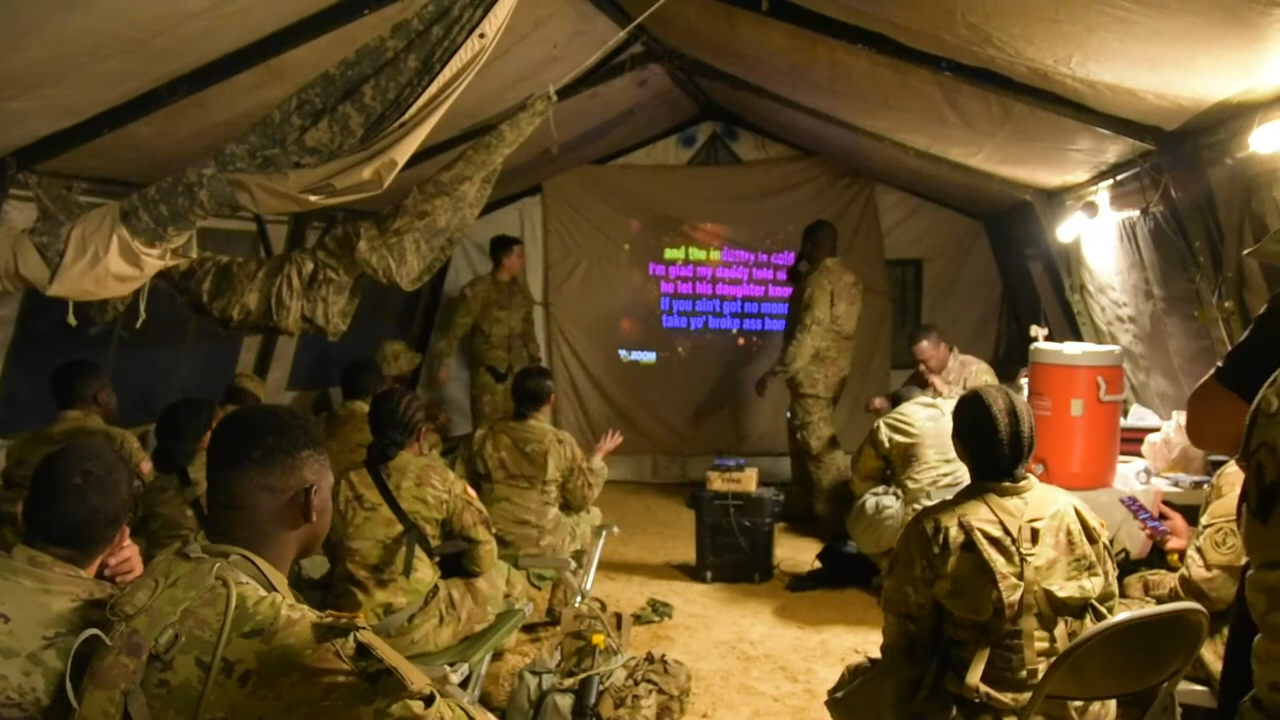 and the industry is cold
I'm glad my daddy told
he let his daughter know
If you ain't got no mon
take yo' broke ass hom
ZOOM